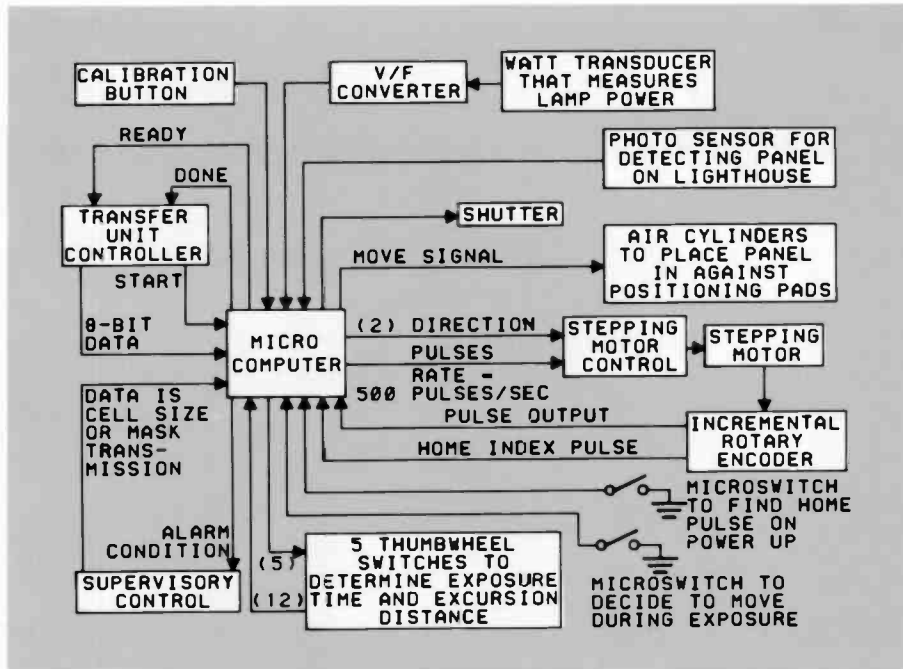 CALIBRATION
BUTTON
V/F
CONVERTER
WATT TRANSDUCER
THAT MEASURES
LAMP POWER
READY
DONE
PHOTO SENSOR FOR
DETECTING PANEL
ON LIGHTHOUSE
TRANSFER
UNIT
CONTROLLER
SHUTTER
MOVE SIGNAL
AIR CYLINDERS
TO PLACE PANEL
IN AGAINST
POSITIONING PADS
START
8-BIT
DATA
MICRO
COMPUTER
(2) DIRECTION
PULSES
RATE -
500 PULSES/SEC
STEPPING
MOTOR
CONTROL
STEPPING
MOTOR
DATA IS
CELL SIZE
OR MASK
TRANS-
MISSION
PULSE OUTPUT
HOME INDEX PULSE
INCREMENTAL
ROTARY
ENCODER
MICROSWITCH
TO FIND HOME
PULSE ON
POWER UP
ALARM
CONDITION
SUPERVISORY
CONTROL
(5)
(12)
5 THUMBWHEEL
SWITCHES TO
DETERMINE EXPOSURE
TIME AND EXCURSION
DISTANCE
MICROSWITCH TO
DECIDE TO MOVE
DURING EXPOSURE